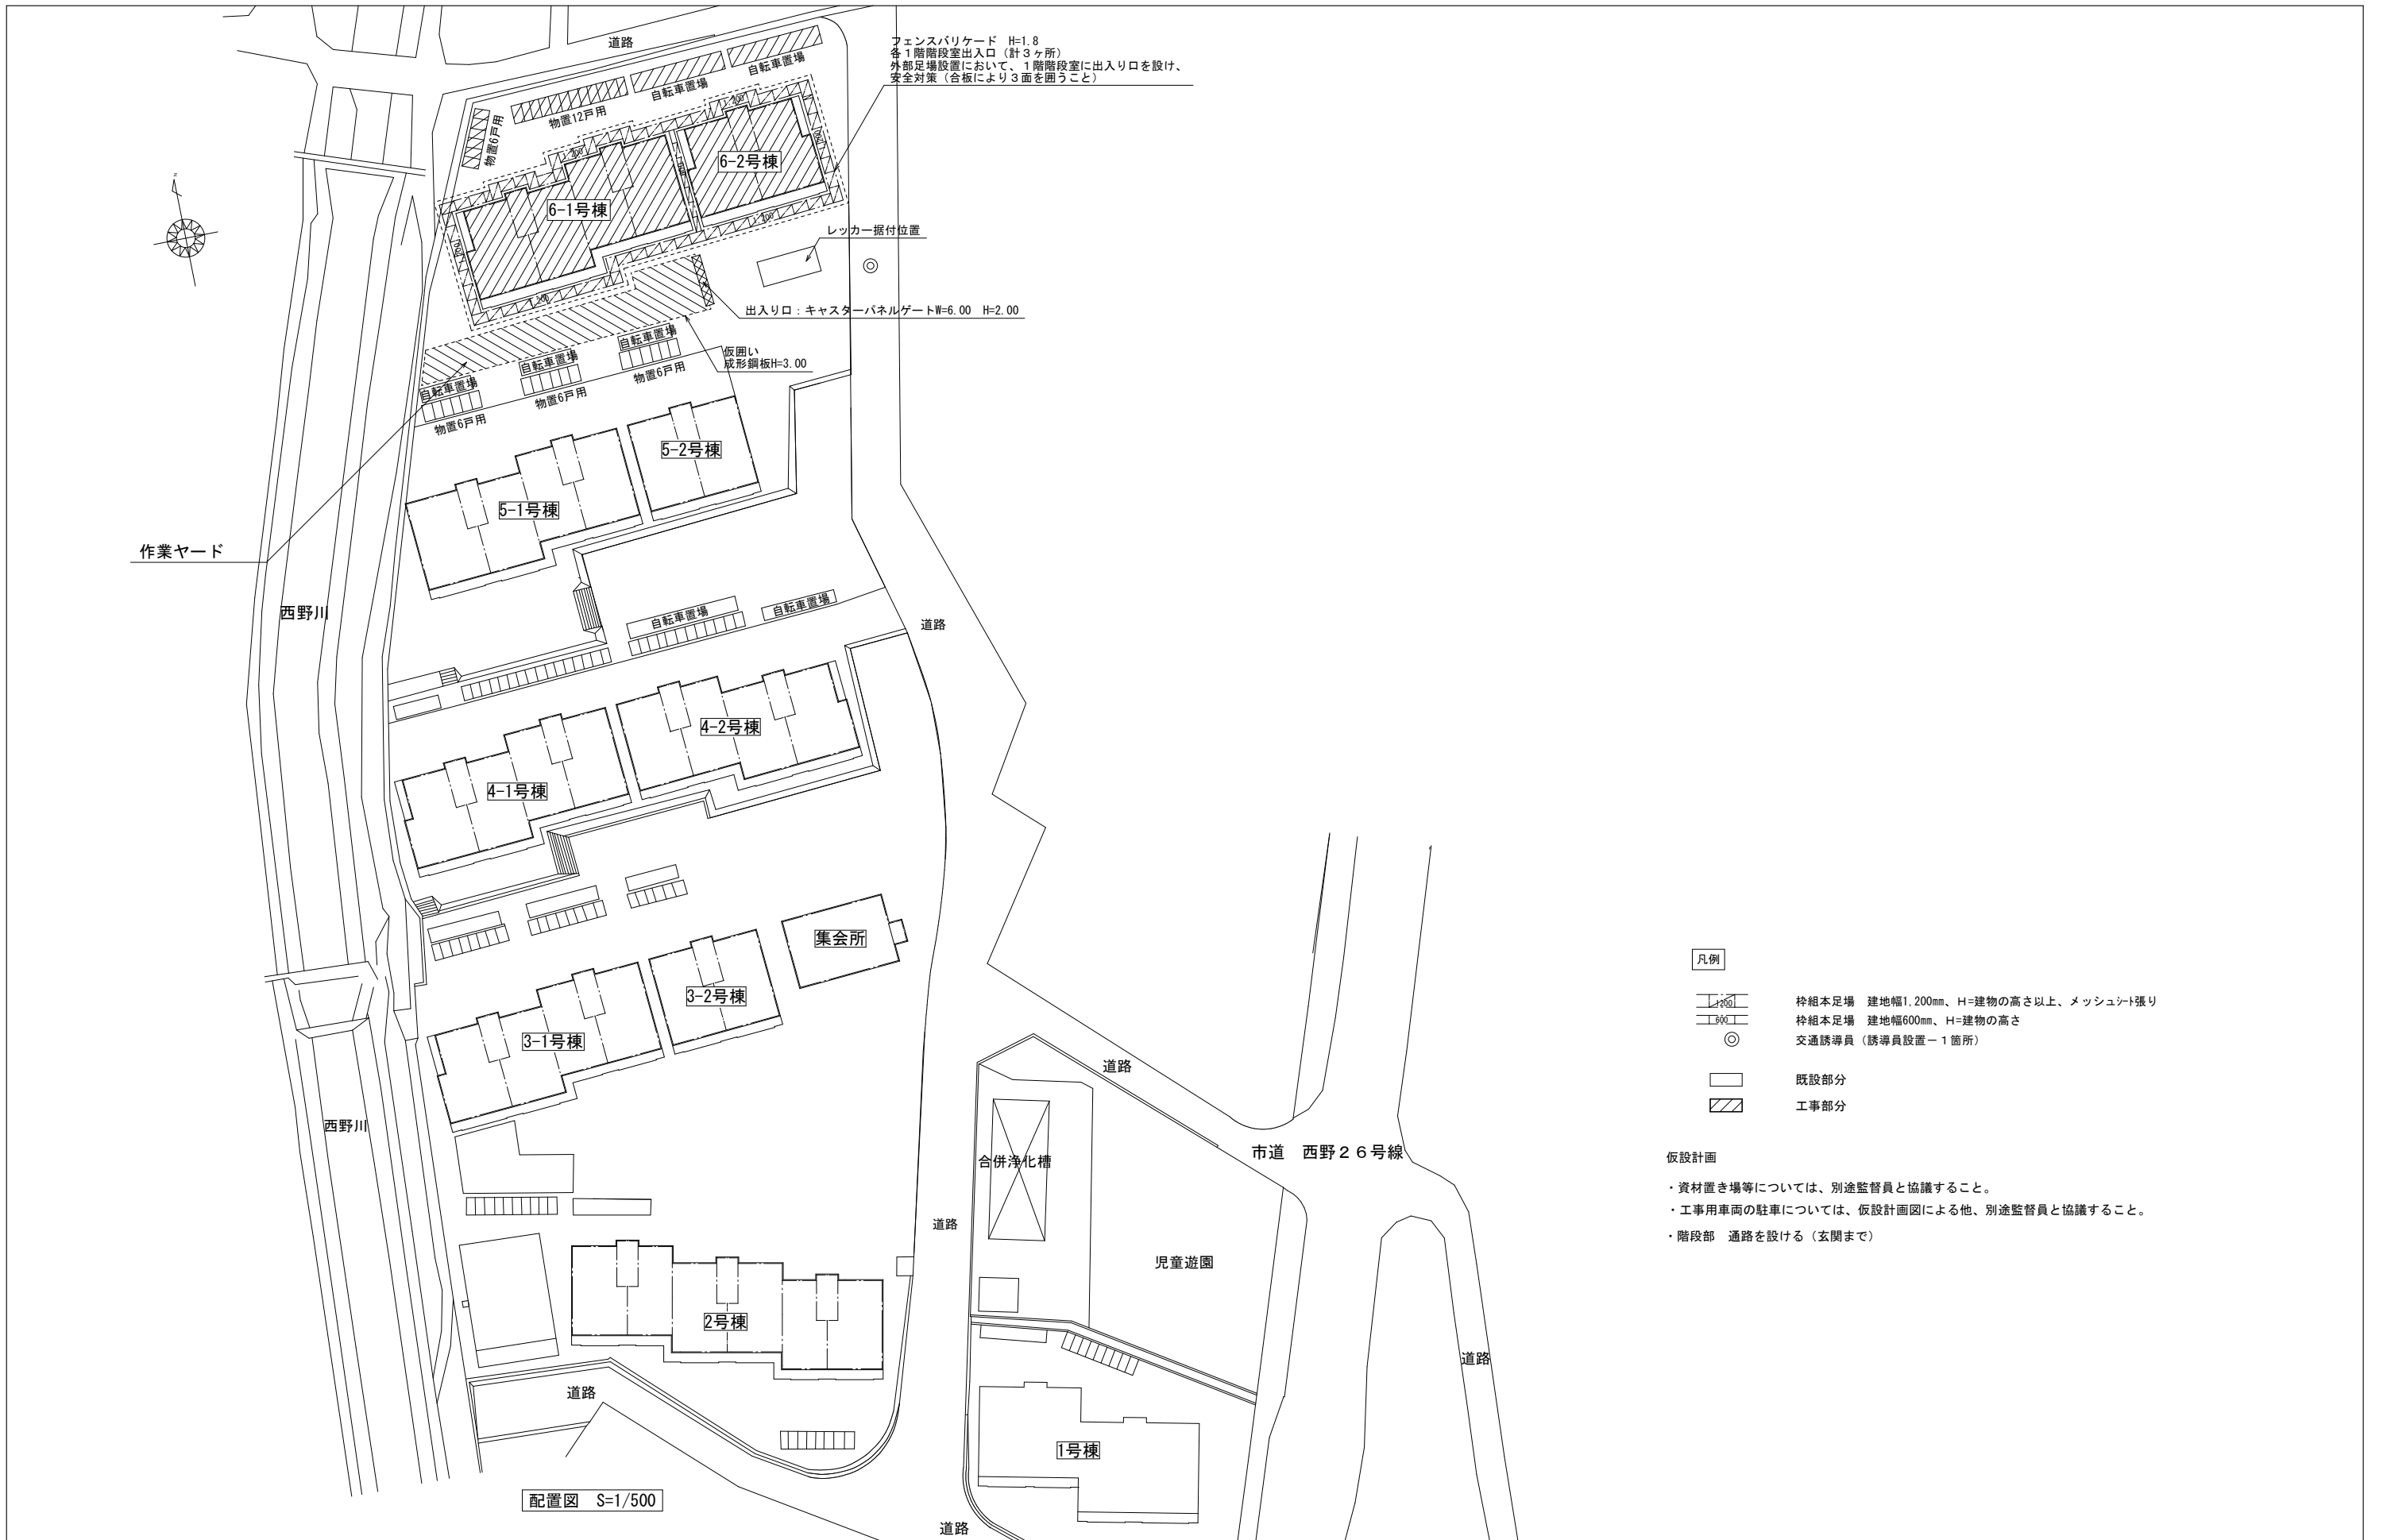 道路
フェンスバリケード H=1.8
各1階階段室出入口（計３ヶ所）
外部足場設置において、１階階段室に出入り口を設け、
安全対策（合板により３面を囲うこと）
自転車置場
自転車置場
物置12戸用
物置6戸用
1200
1200
6-2号棟
6-1号棟
1200
1200
レッカー据付位置
出入り口：キャスターパネルゲートW=6.00 H=2.00
仮囲い
成形鋼板H=3.00
自転車置場
自転車置場
自転車置場
物置6戸用
物置6戸用
物置6戸用
5-2号棟
5-1号棟
作業ヤード
西野川
自転車置場
自転車置場
道路
4-2号棟
4-1号棟
集会所
3-2号棟
3-1号棟
西野川
道路
市道 西野２６号線
合併浄化槽
道路
児童遊園
2号棟
道路
道路
1号棟
配置図 S=1/500
道路
凡例
1200
枠組本足場 建地幅1,200㎜、Ｈ=建物の高さ以上、メッシュシート張り
600
枠組本足場 建地幅600㎜、Ｈ=建物の高さ
交通誘導員（誘導員設置－１箇所）
既設部分
工事部分
仮設計画
・資材置き場等については、別途監督員と協議すること。
・工事用車両の駐車については、仮設計画図による他、別途監督員と協議すること。
・階段部 通路を設ける（玄関まで）